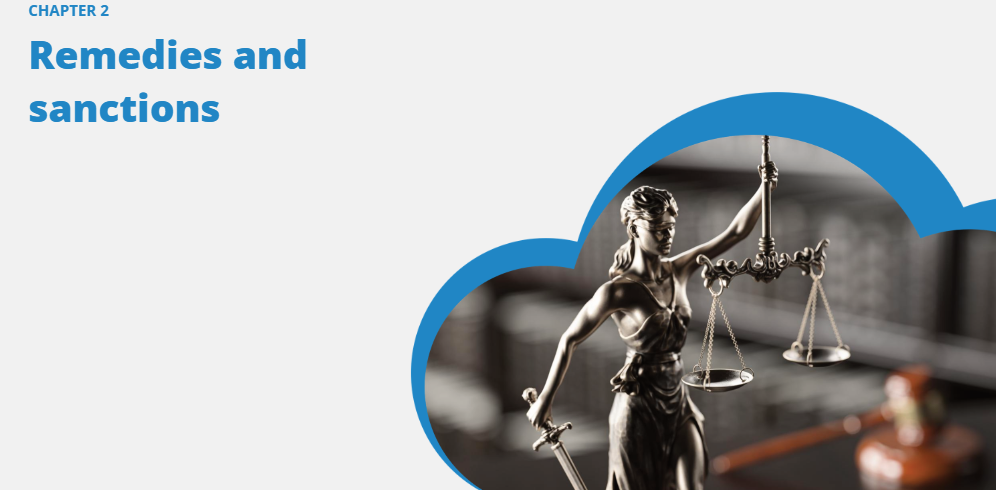 CHAPTER 2
Remedies and
sanctions